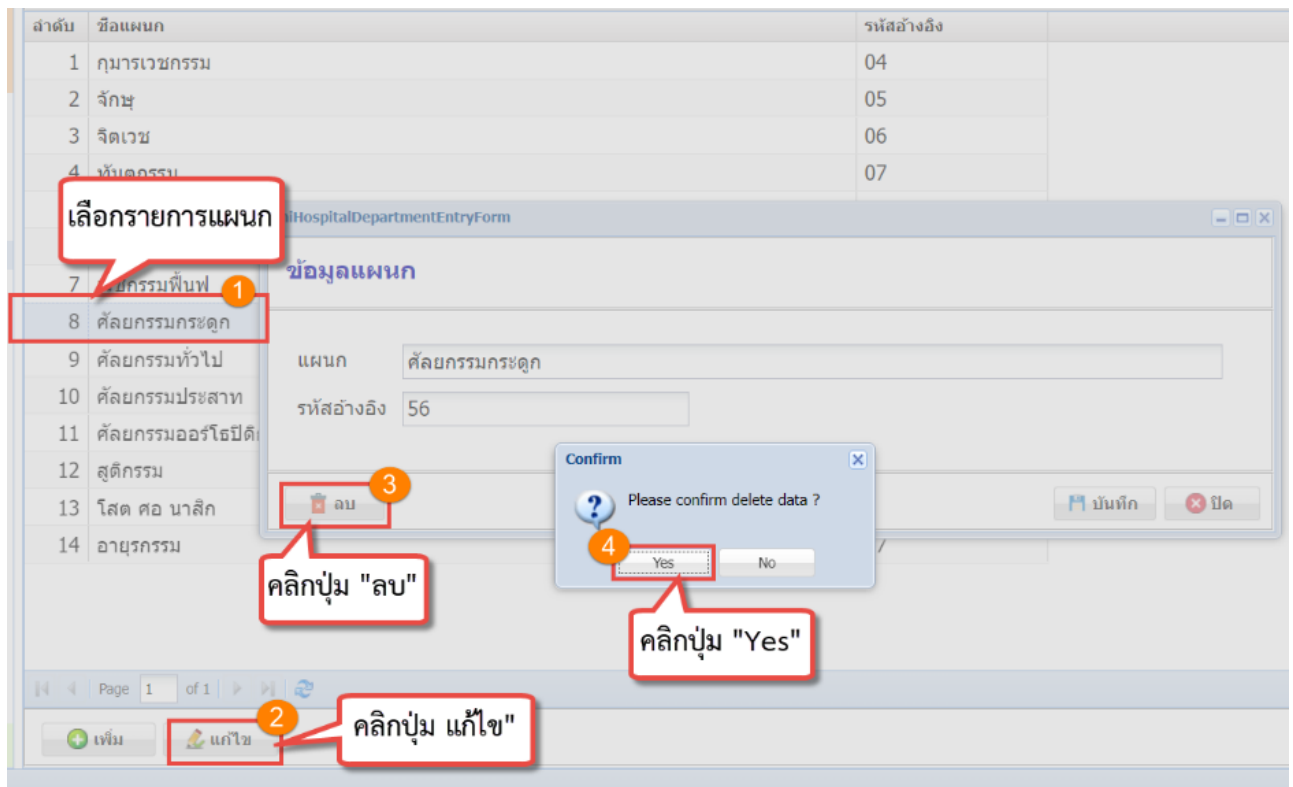 ลำดับ ชื่อแผนก รหัสอ้างอิง
1 กุมารเวชกรรม 04
2 จักษุ 05
3 จิตเวช 06
4 ทันตกรรม 07
เลือกรายการแผนก
HospitalDepartmentEntryForm
ข้อมูลแผนก
7 กรรมฟื้นฟู
1
8 ศัลยกรรมกระดูก
9 ศัลยกรรมทั่วไป
แผนก ศัลยกรรมกระดูก
10 ศัลยกรรมประสาท
รหัสอ้างอิง 56
11 ศัลยกรรมออร์โธปิดิ
12 สูติกรรม
13 โสต ศอ นาสิก
14 อายุรกรรม
3
ลบ
Confirm
Please confirm delete data ?
4
Yes No
บันทึก ปิด
7
คลิกปุ่ม "ลบ"
คลิกปุ่ม "Yes"
Page 1 of 1
2
เพิ่ม แก้ไข
คลิกปุ่ม แก้ไข"